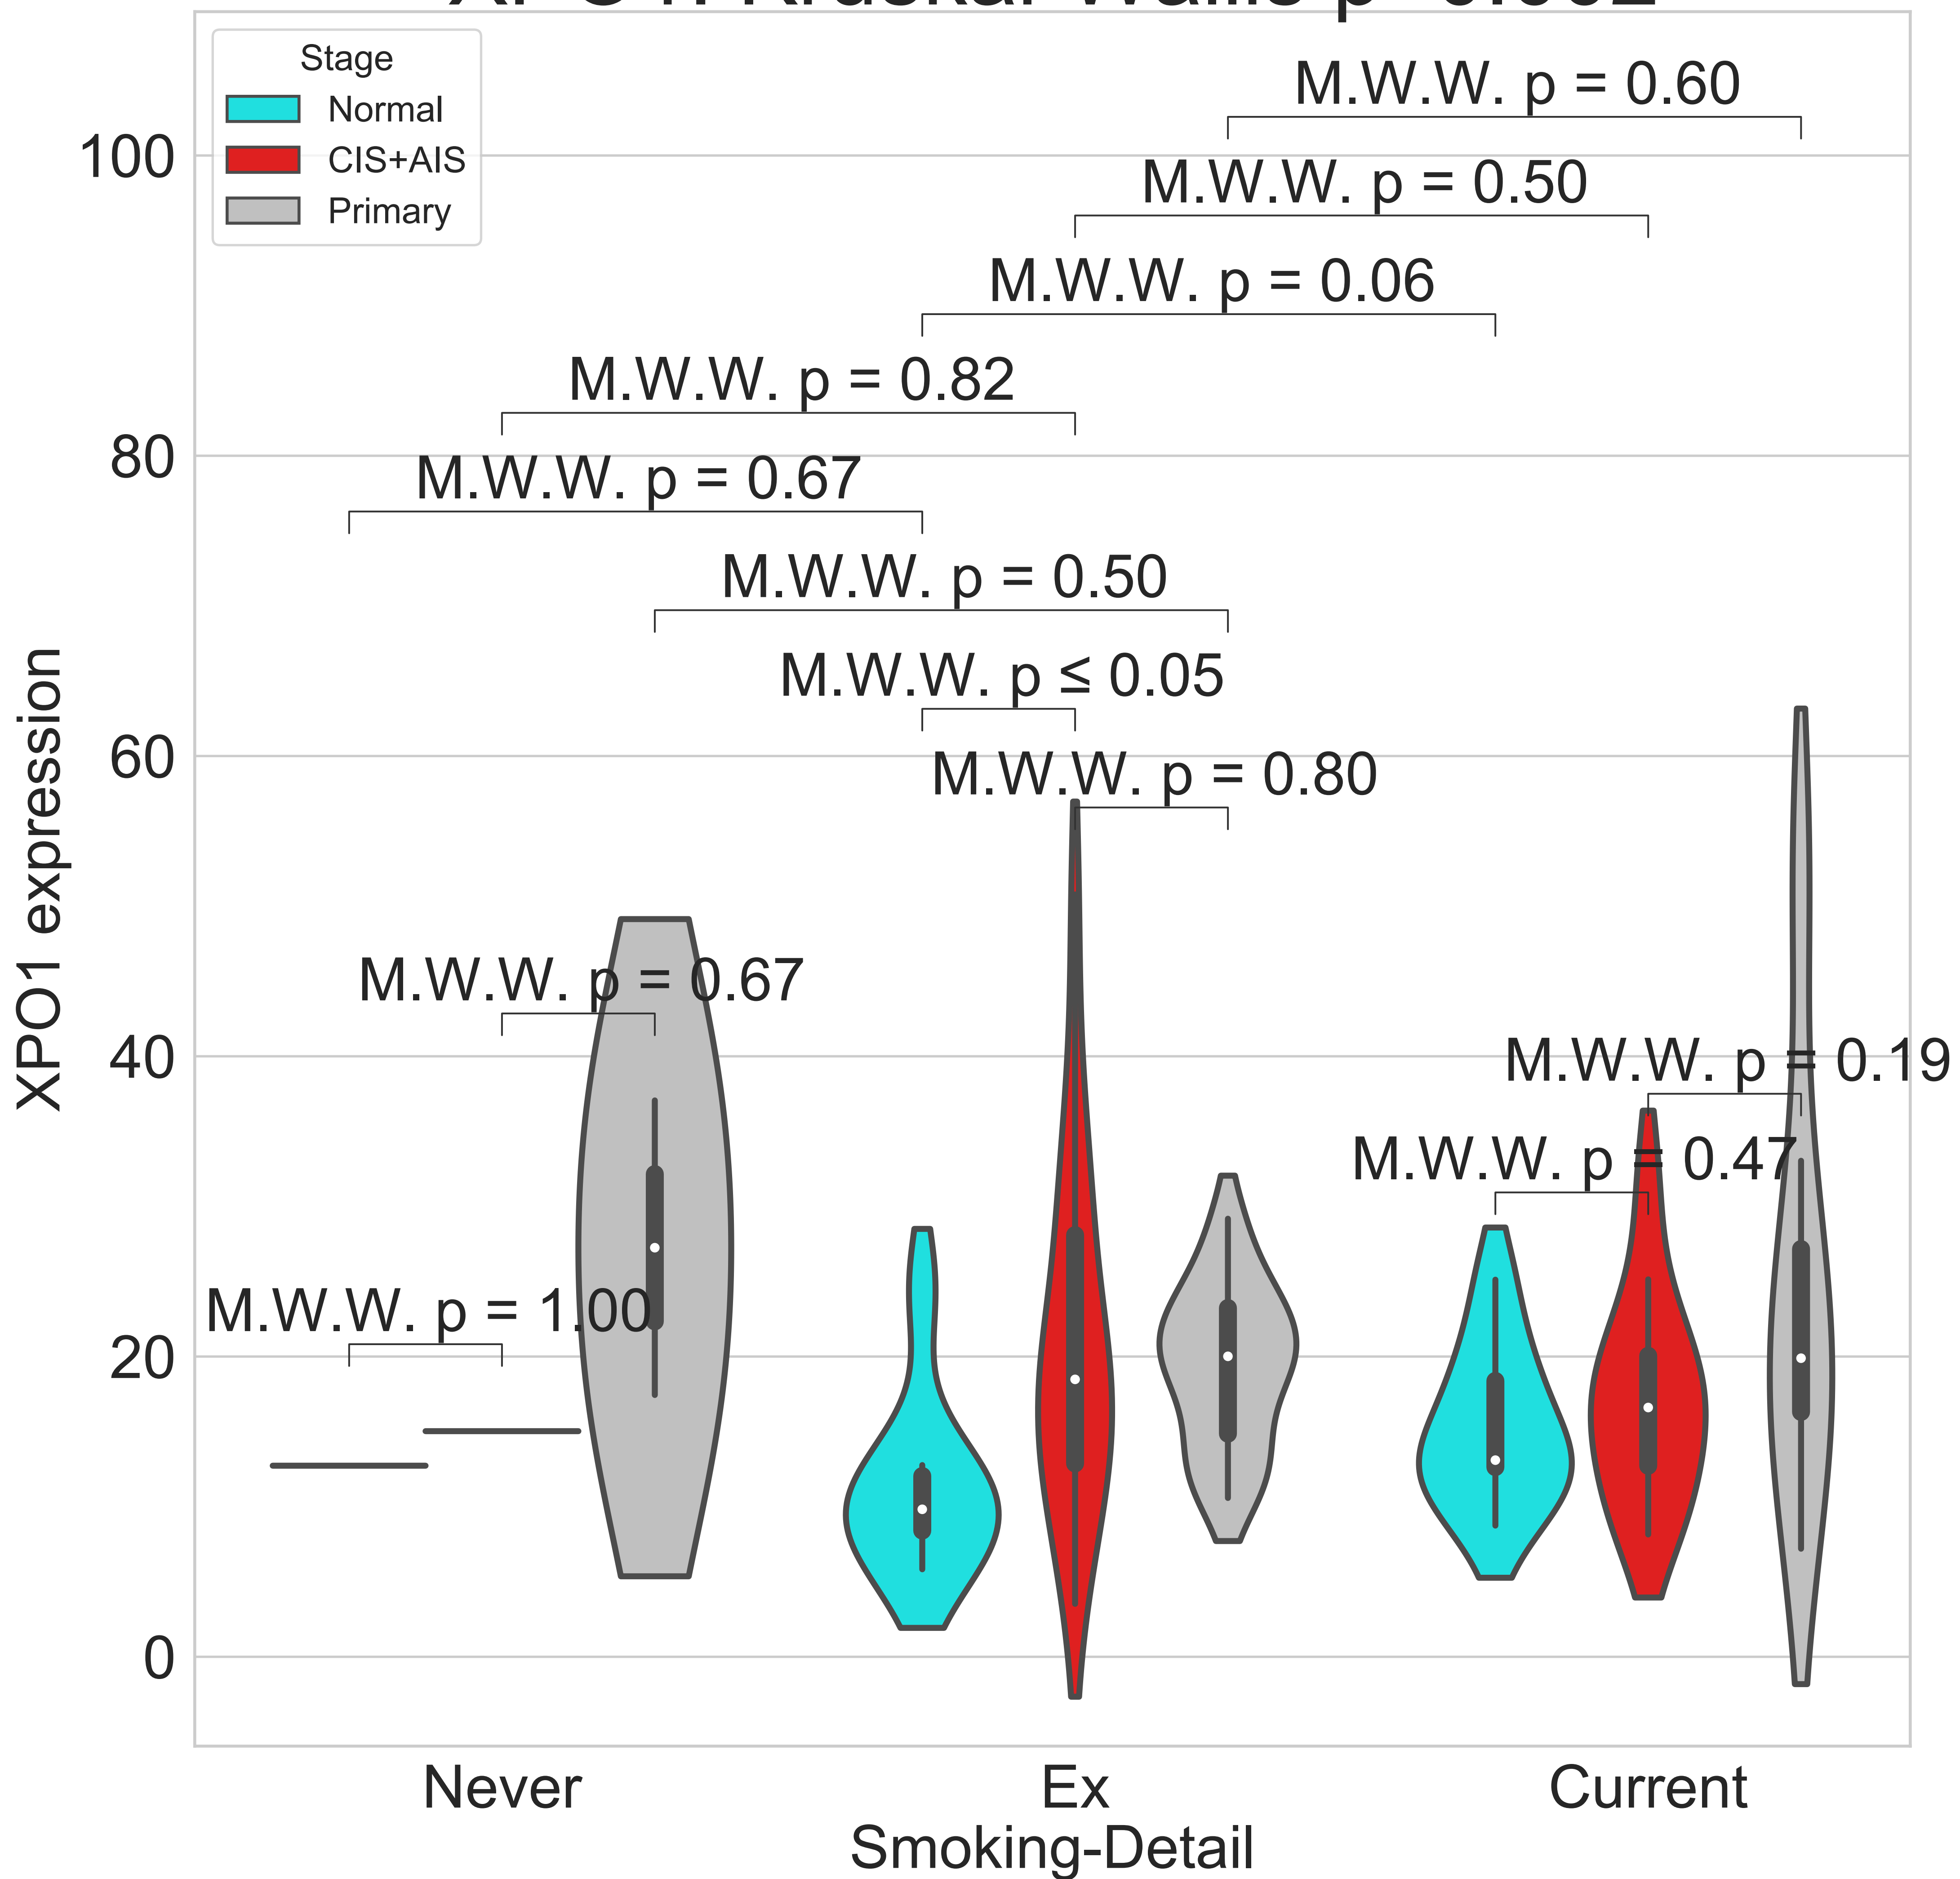 Stage
Normal
CIS+AIS
Primary
M.W.W. p = 0.60
M.W.W. p = 0.50
M.W.W. p = 0.06
M.W.W. p = 0.82
M.W.W. p = 0.67
M.W.W. p = 0.50
M.W.W. p ≤ 0.05
M.W.W. p = 0.80
M.W.W. p = 0.67
M.W.W. p = 0.19
M.W.W. p = 0.47
M.W.W. p = 1.00
100
80
60
40
20
0
XPO1 expression
Never
Ex
Current
Smoking-Detail